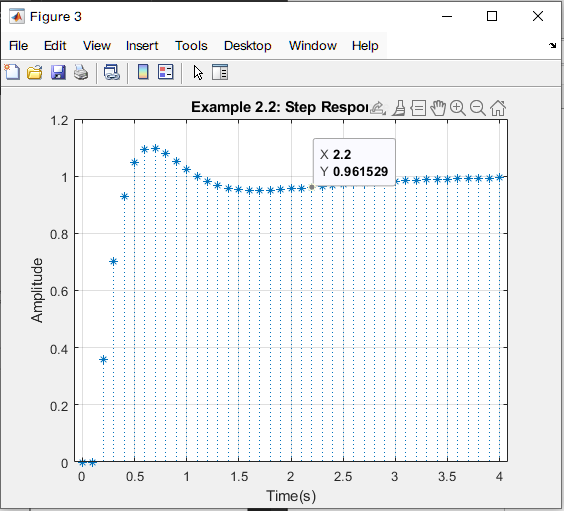 Figure 3
File Edit View Insert Tools Desktop Window Help
Example 2.2: Step Respor
1.2
1
0.8
0.6
0.4
0.2
0
Amplitude
X 2.2
Y 0.961529
0 0.5 1 1.5 2 2.5 3 3.5 4
Time(s)